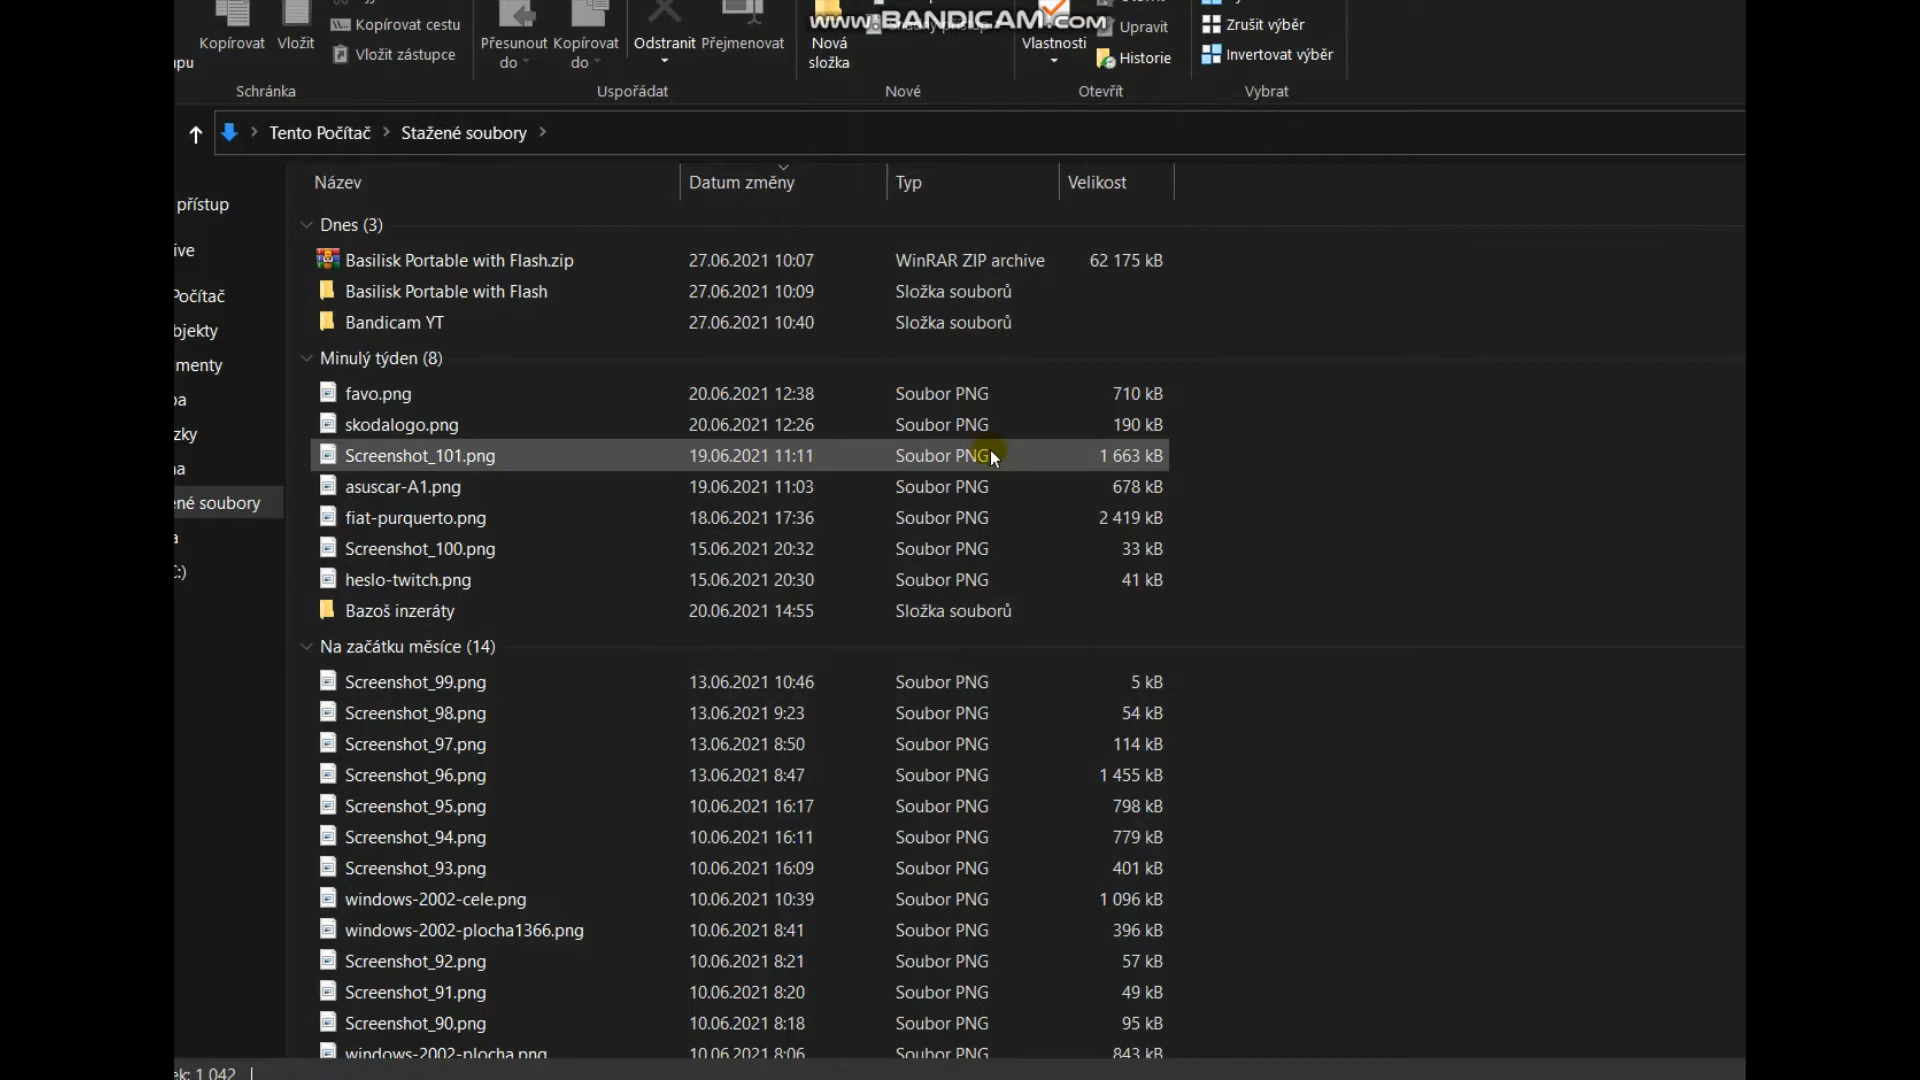 Kopírovat cestu
www.BANDICAM.com
Zrušit výběr
Upravit
Kopírovat Vložit
Přesunout Kopírovat Odstranit Přejmenovat
Nová
Vlastnosti
Vložit zástupce
Historie
Invertovat výběr
upu
do
do
složka
Schránka
Uspořádat
Nové
Otevřít
Vybrat
Tento Počítač > Stažené soubory >
Název Datum změny Typ Velikost
přístup
ive
Počítač
bjekty
menty
ba
zky
na
ené soubory
a
C:)
Dnes (3)
Basilisk Portable with Flash.zip 27.06.2021 10:07 WinRAR ZIP archive 62 175 kB
Basilisk Portable with Flash 27.06.2021 10:09 Složka souborů
Bandicam YT 27.06.2021 10:40 Složka souborů
Minulý týden (8)
favo.png 20.06.2021 12:38 Soubor PNG 710 kB
skodalogo.png 20.06.2021 12:26 Soubor PNG 190 kB
Screenshot_101.png 19.06.2021 11:11 Soubor PNG 1 663 kB
asuscar-A1.png 19.06.2021 11:03 Soubor PNG 678 kB
fiat-purquerto.png 18.06.2021 17:36 Soubor PNG 2 419 kB
Screenshot_100.png 15.06.2021 20:32 Soubor PNG 33 kB
heslo-twitch.png 15.06.2021 20:30 Soubor PNG 41 kB
Bazoš inzeráty 20.06.2021 14:55 Složka souborů
Na začátku měsíce (14)
Screenshot_99.png 13.06.2021 10:46 Soubor PNG 5 kB
Screenshot_98.png 13.06.2021 9:23 Soubor PNG 54 kB
Screenshot_97.png 13.06.2021 8:50 Soubor PNG 114 kB
Screenshot_96.png 13.06.2021 8:47 Soubor PNG 1 455 kB
Screenshot_95.png 10.06.2021 16:17 Soubor PNG 798 kB
Screenshot_94.png 10.06.2021 16:11 Soubor PNG 779 kB
Screenshot_93.png 10.06.2021 16:09 Soubor PNG 401 kB
windows-2002-cele.png 10.06.2021 10:39 Soubor PNG 1 096 kB
windows-2002-plocha1366.png 10.06.2021 8:41 Soubor PNG 396 kB
Screenshot_92.png 10.06.2021 8:21 Soubor PNG 57 kB
Screenshot_91.png 10.06.2021 8:20 Soubor PNG 49 kB
Screenshot_90.png 10.06.2021 8:18 Soubor PNG 95 kB
windows-2002-plocha.png 10.06.2021 8:06 Soubor PNG 843 kB
ek: 1 042